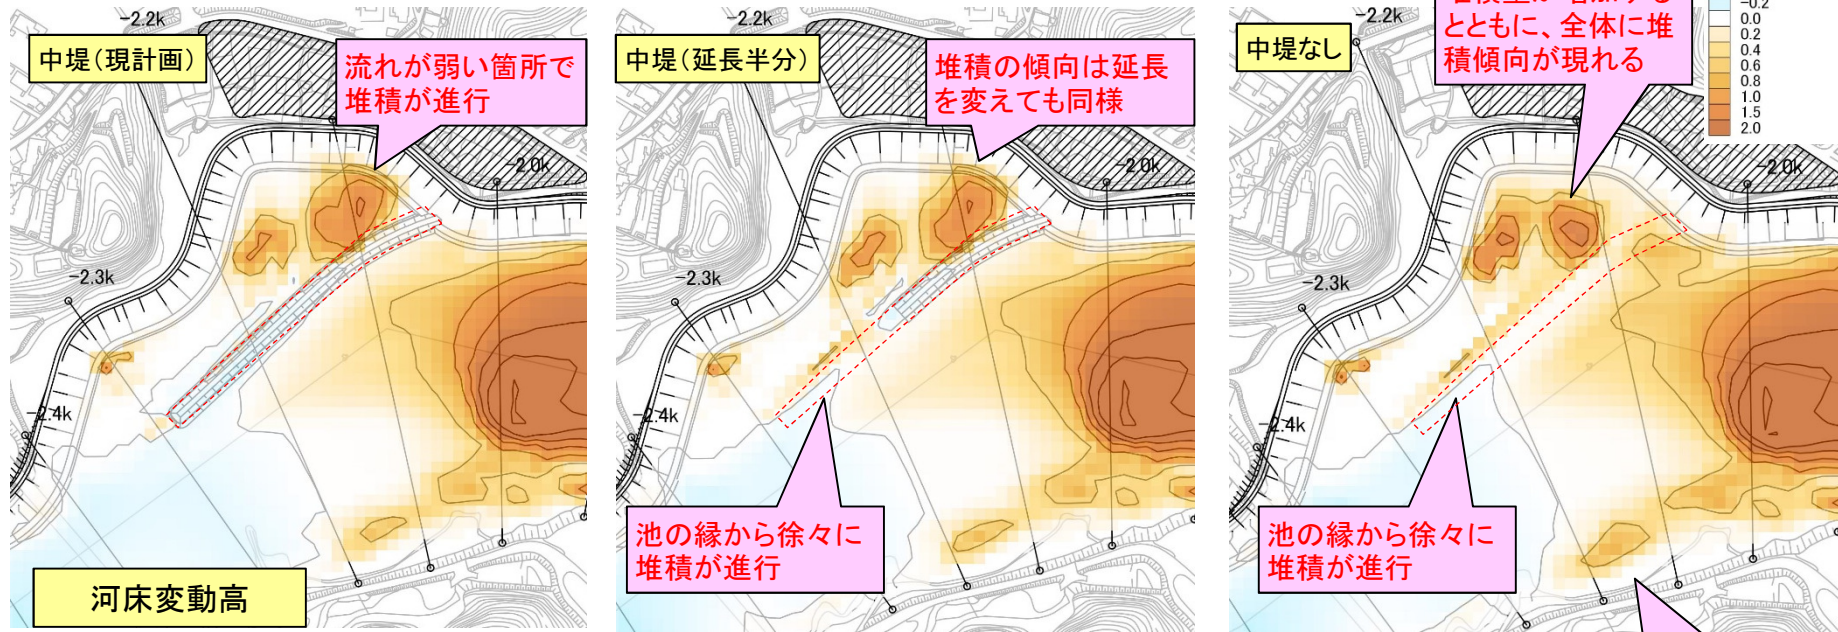 -2.2k
中堤(現計画)
流れが弱い箇所で
堆積が進行
-2.0k
-2.3k
-2.4k
河床変動高
-2.2k
中堤(延長半分)
堆積の傾向は延長
を変えても同様
-2.0k
-2.3k
-2.4k
池の縁から徐々に
堆積が進行
-2.2k
中堤なし
とともに、全体に堆
積傾向が現れる
-2.0k
-2.3k
-2.4k
池の縁から徐々に
堆積が進行
-0.2
0.0
0.2
0.4
0.6
0.8
1.0
1.5
2.0